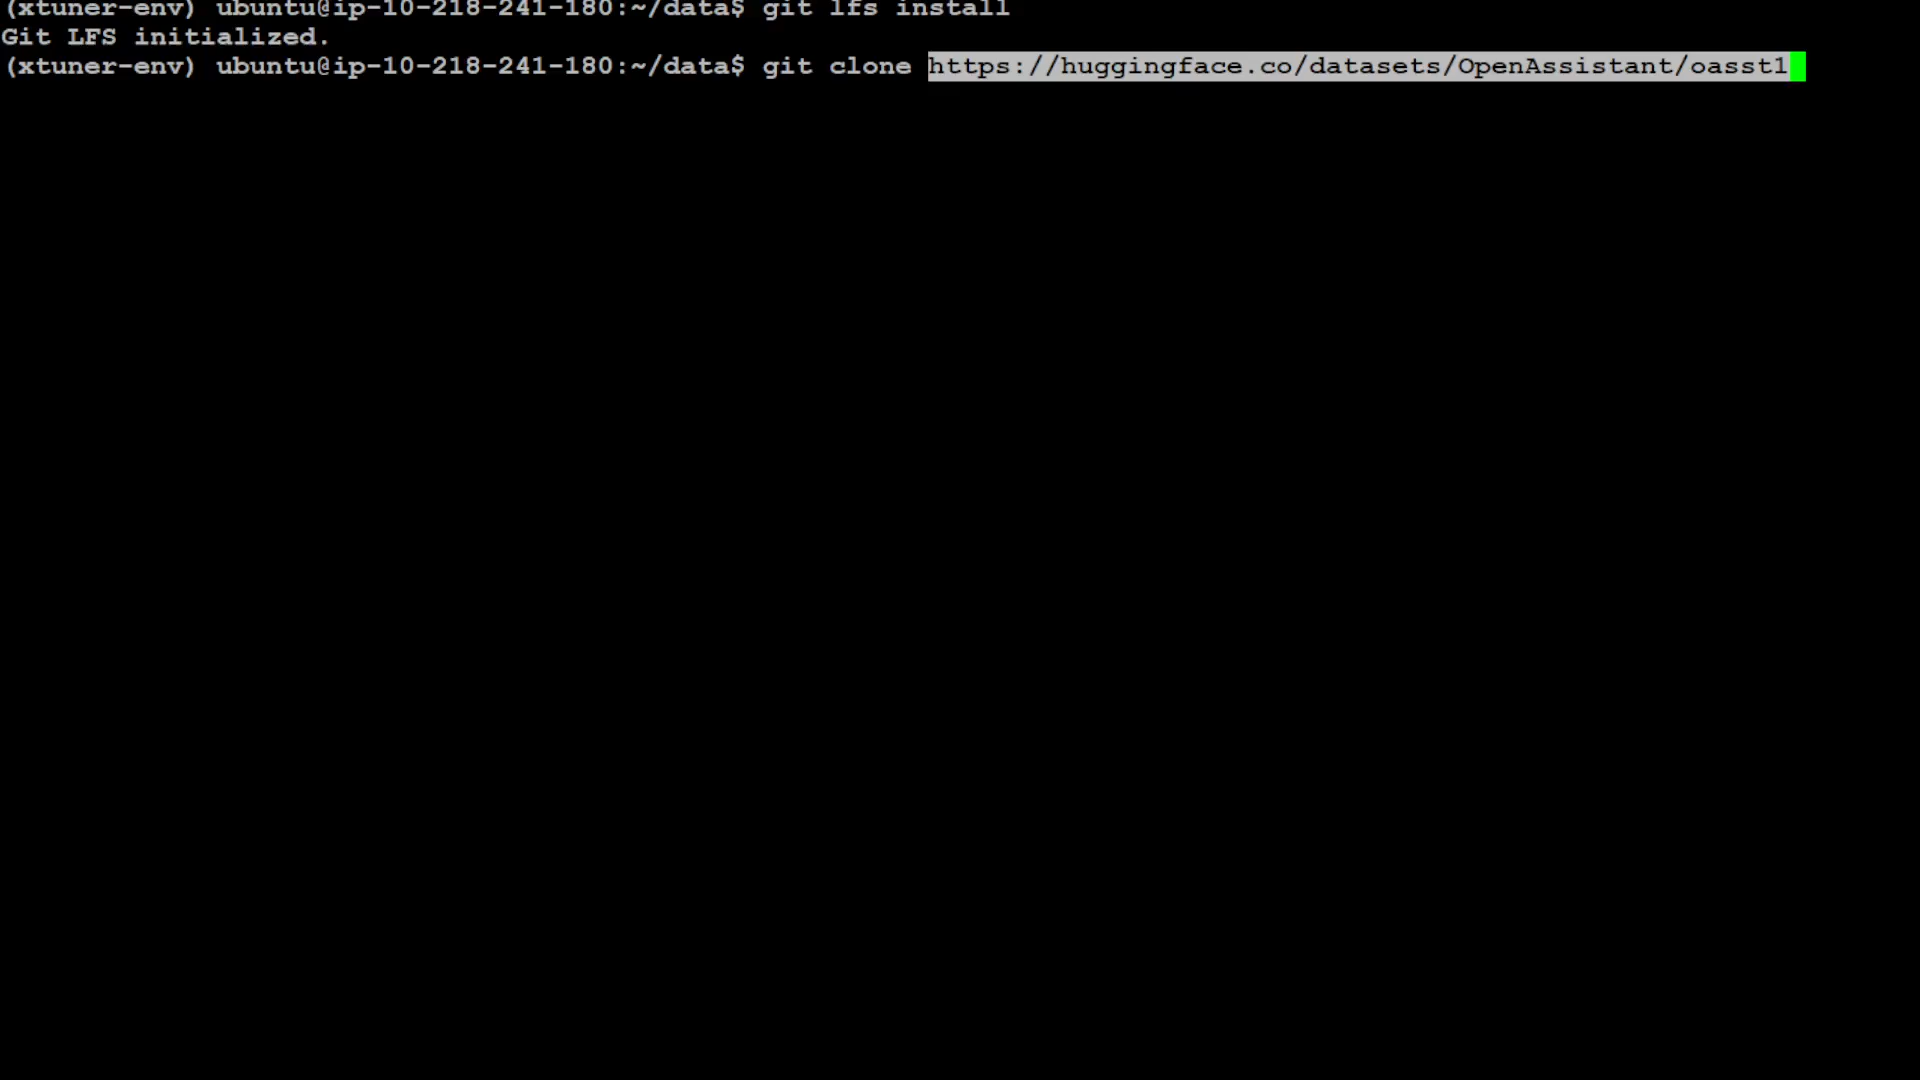 (xtuner-env) ubuntu@ip-10-218-241-180:~/data$ git lfs install
Git LFS initialized.
(xtuner-env) ubuntu@ip-10-218-241-180:~/data$ git clone https://huggingface.co/datasets/OpenAssistant/oasst1